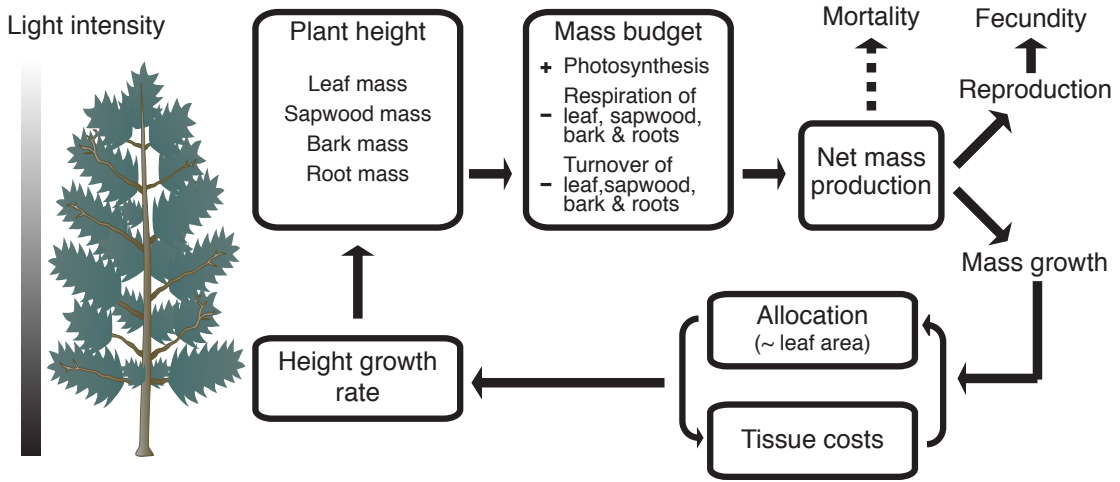 Light intensity
Plant height
Leaf mass
Sapwood mass
Bark mass
Root mass
Mass budget
+ Photosynthesis
Respiration of
– leaf, sapwood,
bark & roots
Turnover of
– leaf,sapwood,
bark & roots
Mortality
Fecundity
Reproduction
Net mass
production
Mass growth
Allocation
(~ leaf area)
Tissue costs
Height growth
rate